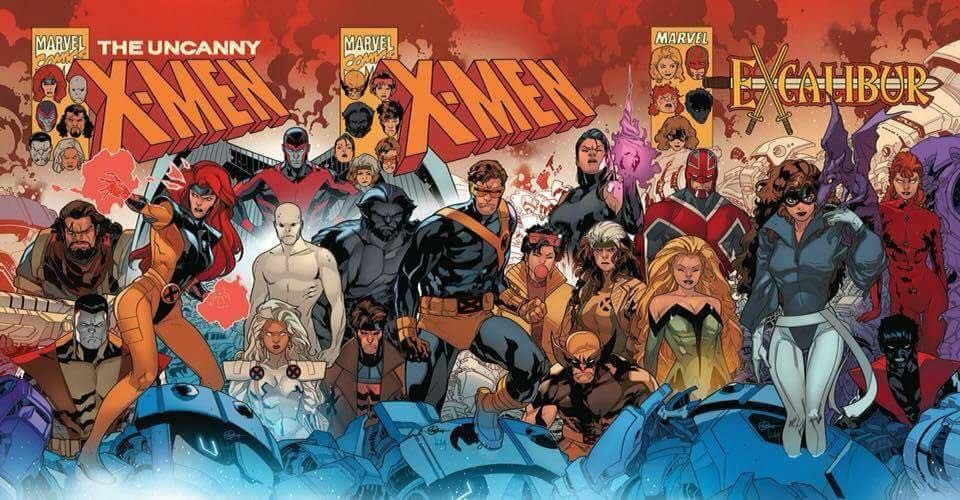 MARVEL
COMICS
THE UNCANNY
X-MEN
MARVEL
COMICS
X-MEN
MARVEL
EXCALIBUR